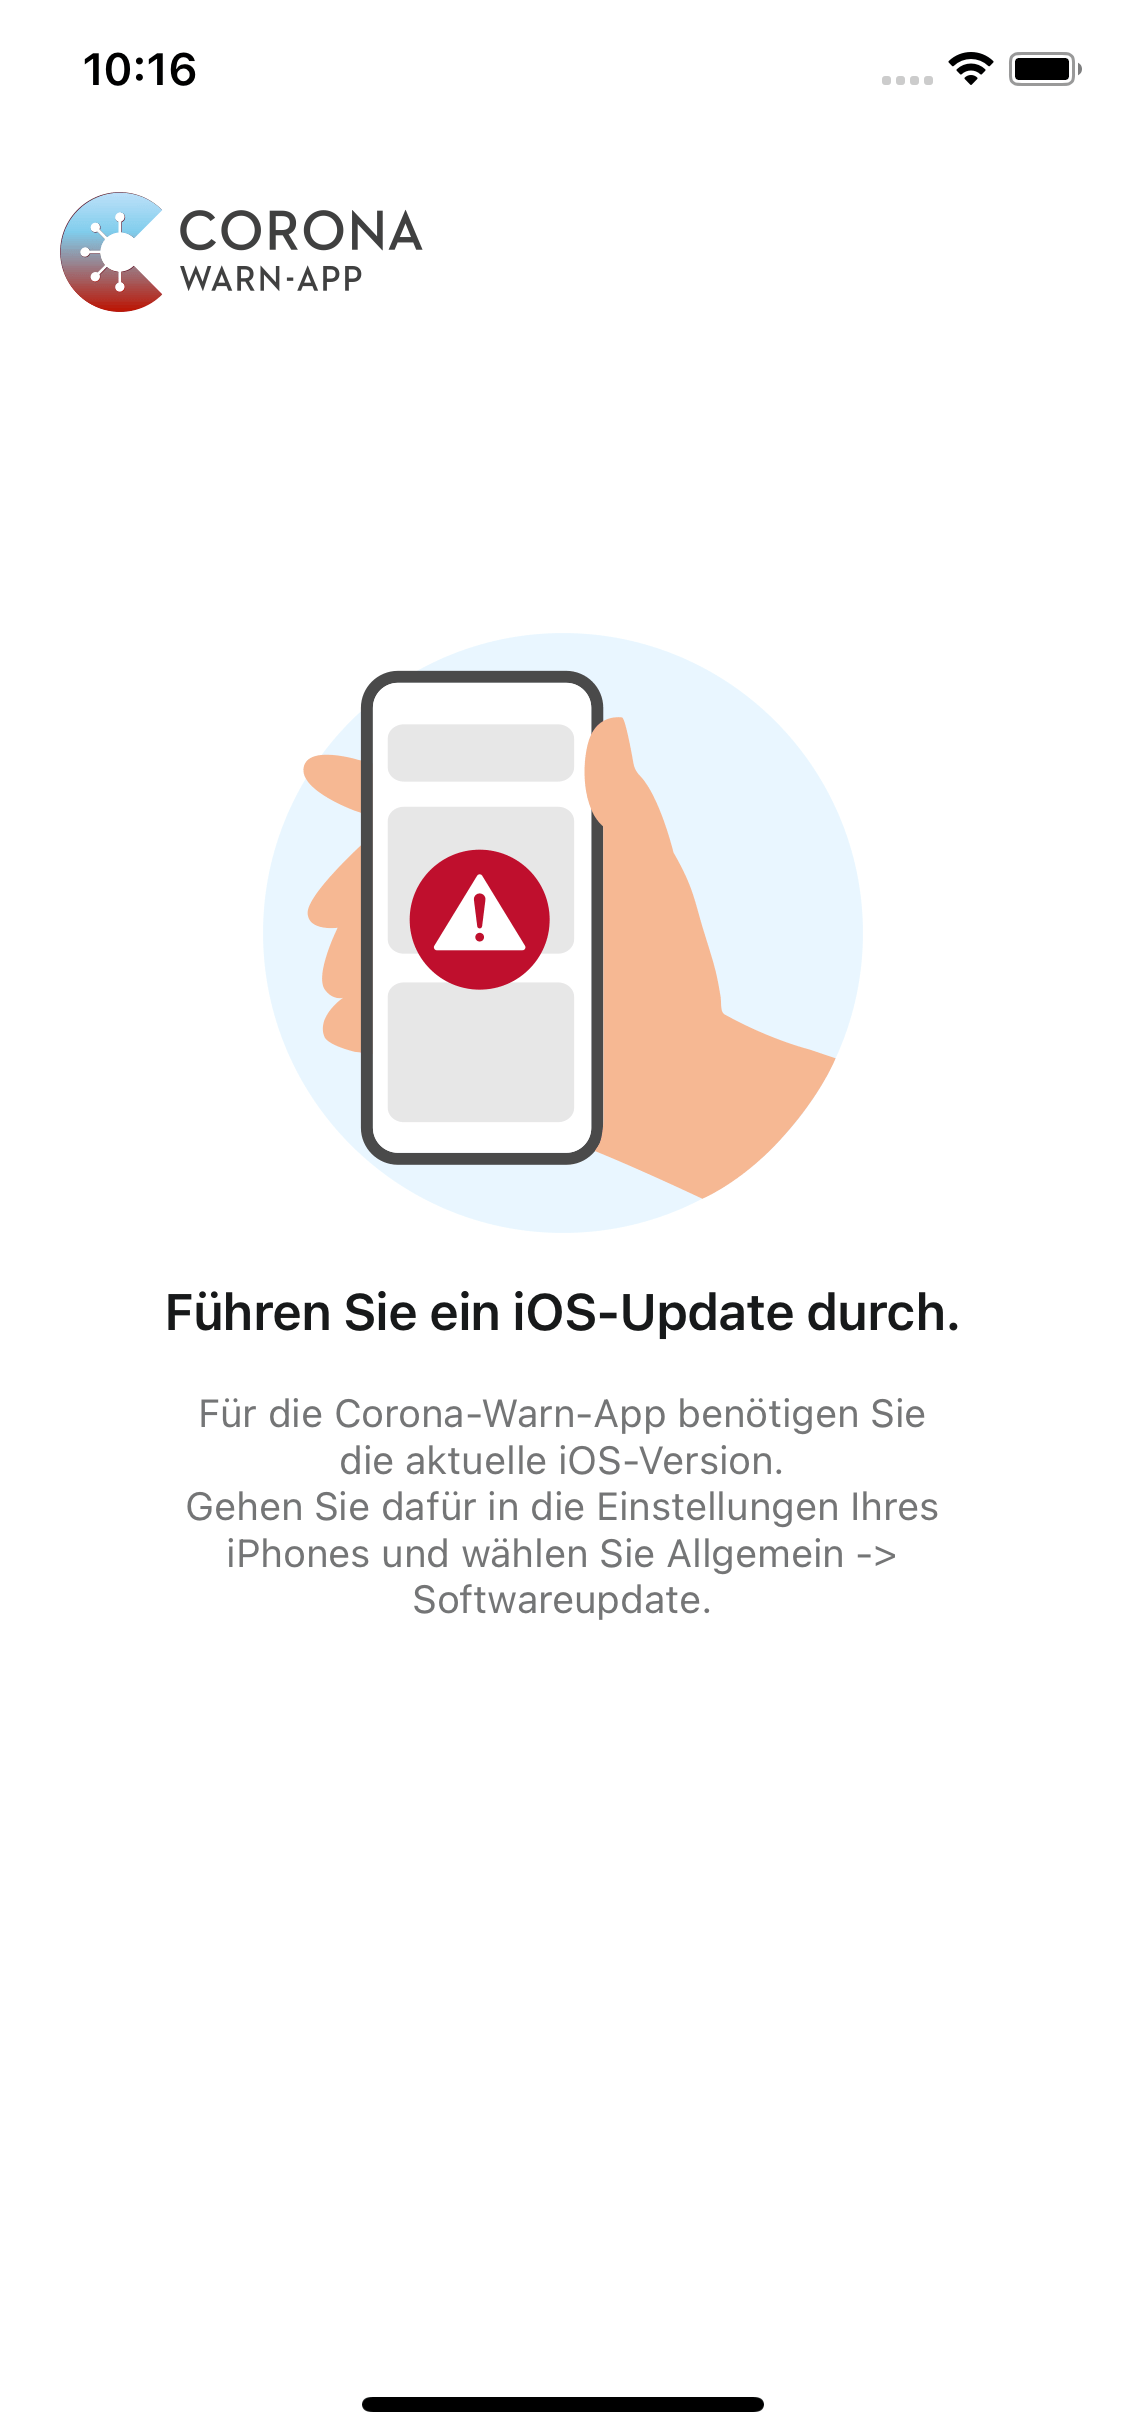 10:16
CORONA
WARN-APP
Führen Sie ein iOS-Update durch.
Für die Corona-Warn-App benötigen Sie
die aktuelle iOS-Version.
Gehen Sie dafür in die Einstellungen Ihres
iPhones und wählen Sie Allgemein ->
Softwareupdate.